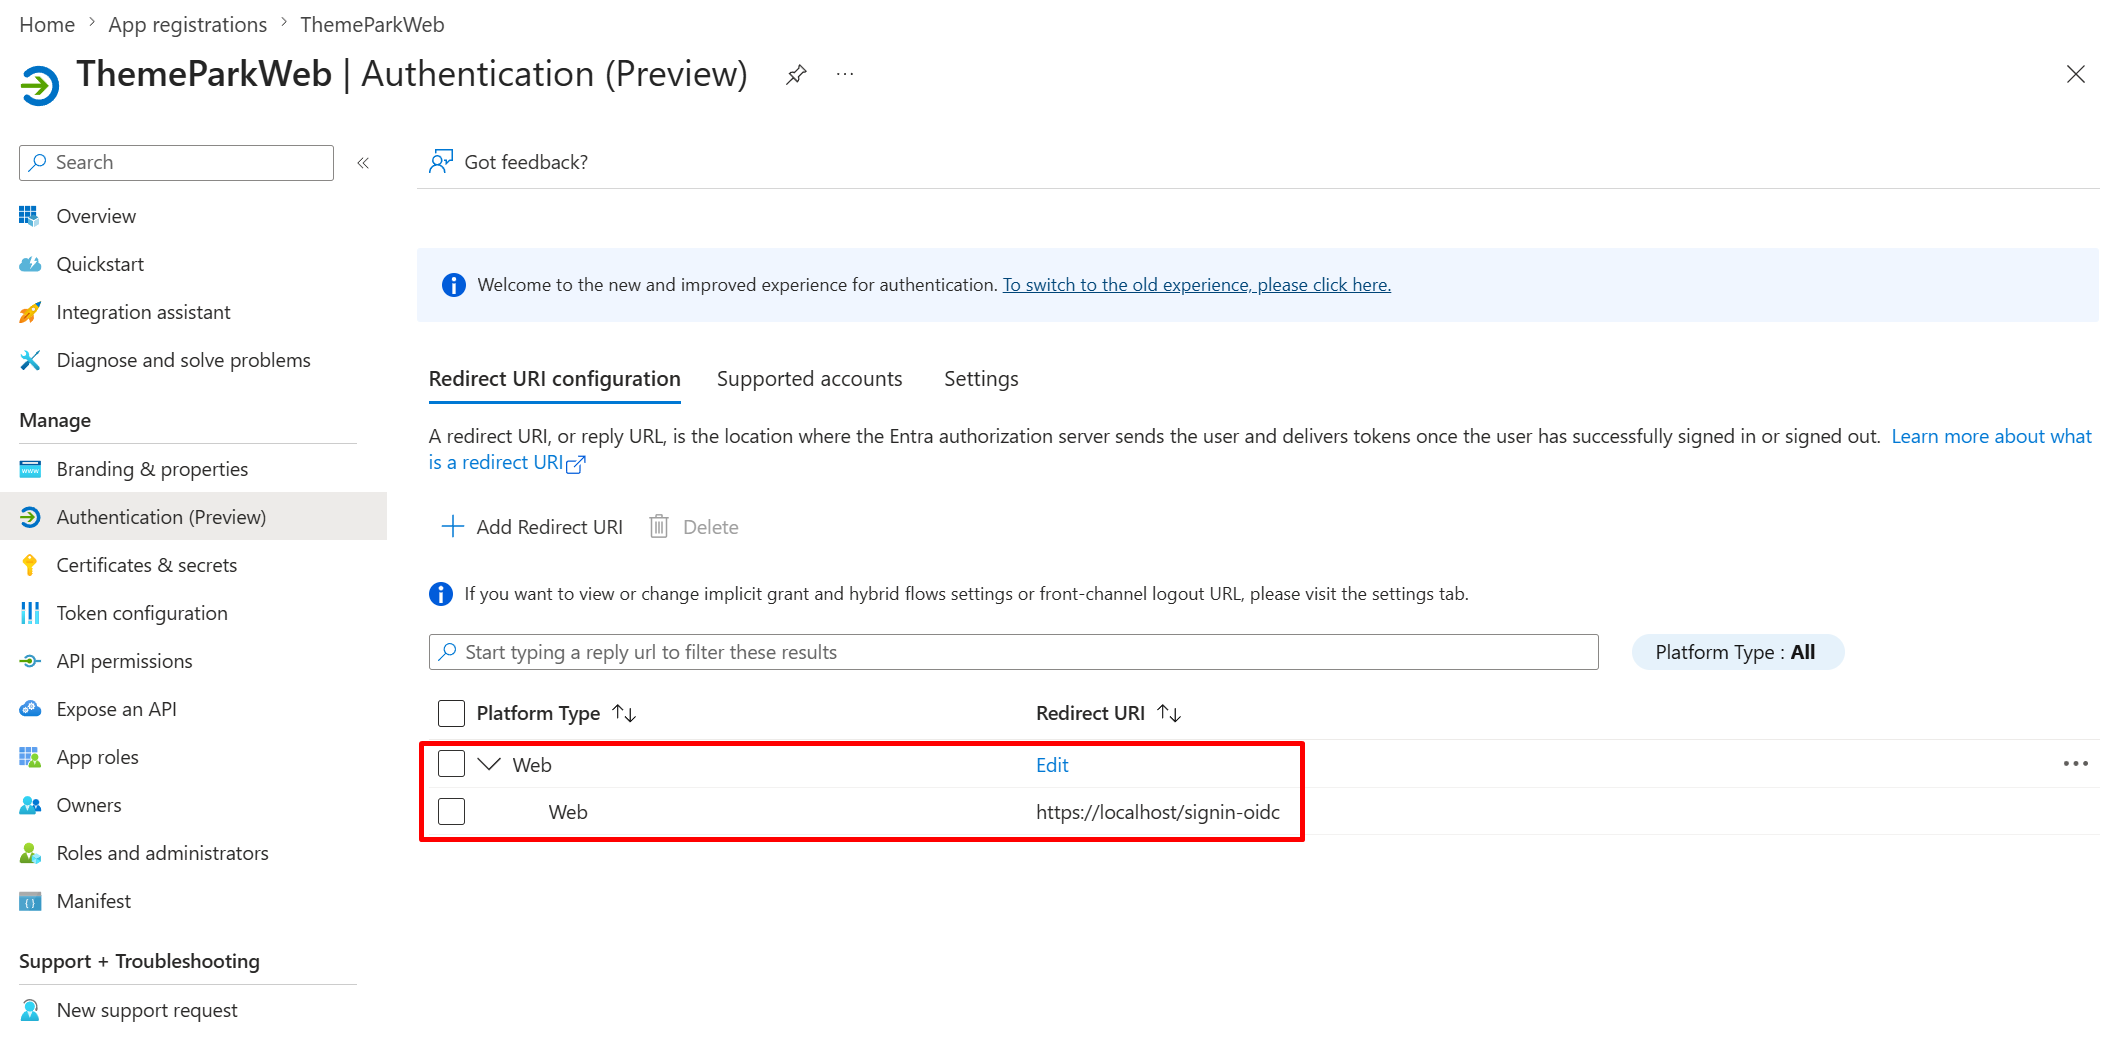 Home > App registrations > ThemeParkWeb
ThemeParkWeb | Authentication (Preview)
Search
Overview
Quickstart
Integration assistant
Diagnose and solve problems
Manage
Branding & properties
Authentication (Preview)
Certificates & secrets
Token configuration
API permissions
Expose an API
App roles
Owners
Roles and administrators
Manifest
Support + Troubleshooting
New support request
Got feedback?
Welcome to the new and improved experience for authentication. To switch to the old experience, please click here.
Redirect URI configuration Supported accounts Settings
A redirect URI, or reply URL, is the location where the Entra authorization server sends the user and delivers tokens once the user has successfully signed in or signed out. Learn more about what
is a redirect URI
Add Redirect URI Delete
If you want to view or change implicit grant and hybrid flows settings or front-channel logout URL, please visit the settings tab.
Start typing a reply url to filter these results Platform Type : All
Platform Type Redirect URI
Web Edit
Web https://localhost/signin-oidc